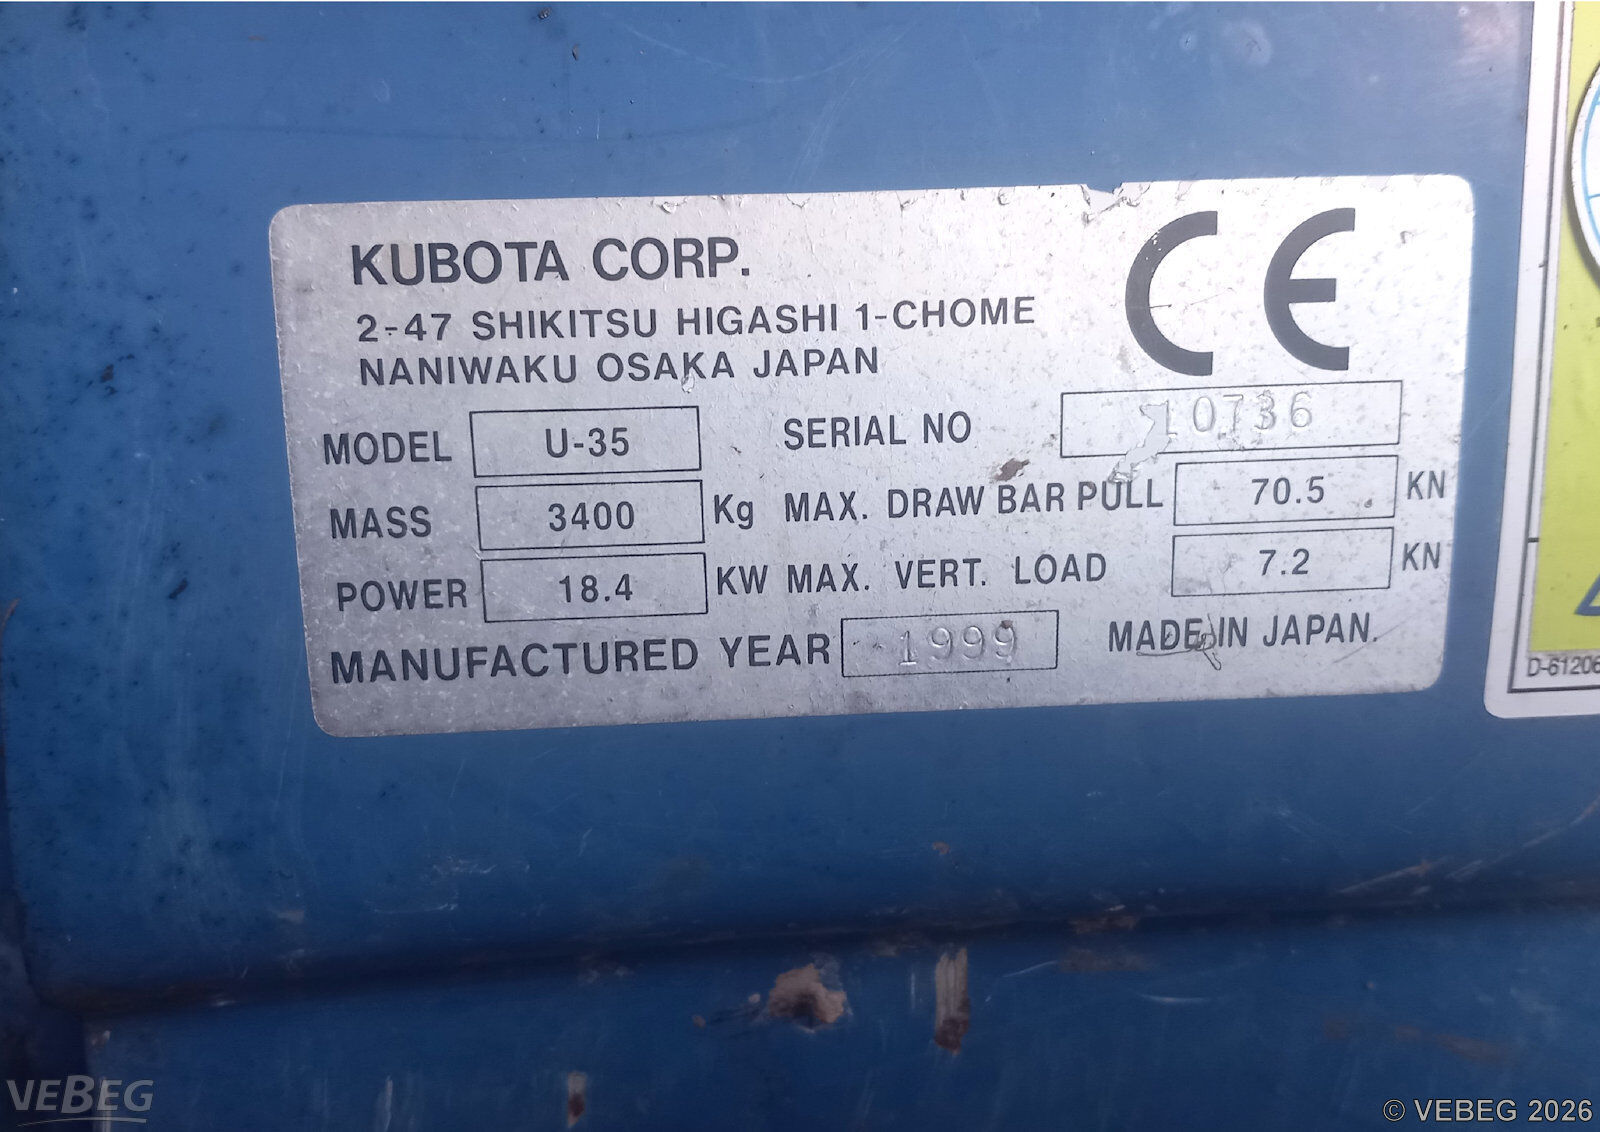 KUBOTA CORP.
CE
2-47 SHIKITSU HIGASHI 1-CHOME
NANIWAKU OSAKA JAPAN
MODEL U-35 SERIAL NO 10736
MASS 3400 Kg MAX. DRAW BAR PULL 70.5 KN
POWER 18.4 KW MAX. VERT. LOAD 7.2 KN
MANUFACTURED YEAR 1999 MADE IN JAPAN.
D-61206
VEBEG
© VEBEG 2026